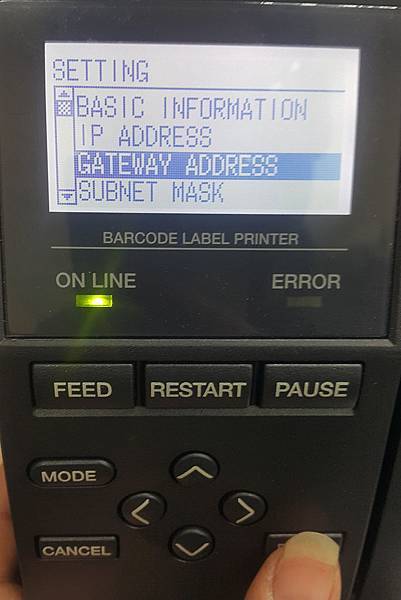 SETTING
BASIC INFORMATION
IP ADDRESS
GATEWAY ADDRESS
SUBNET MASK
BARCODE LABEL PRINTER
ON LINE
ERROR
FEED
RESTART
PAUSE
MODE
CANCEL